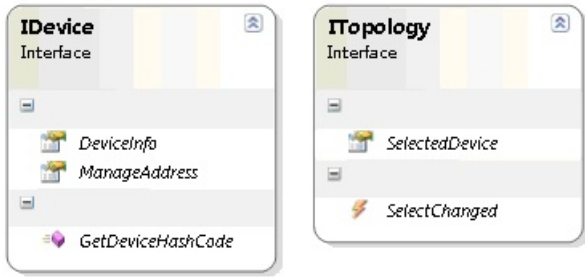 IDevice
Interface
DeviceInfo
ManageAddress
GetDeviceHashCode
ITopology
Interface
SelectedDevice
SelectChanged